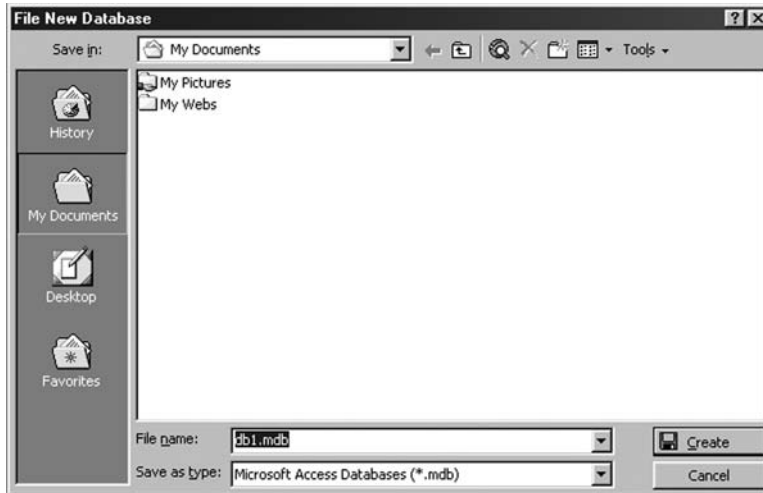 File New Database
Save in:
My Documents
Tools
History
My Documents
Desktop
Favorites
My Pictures
My Webs
File name:
db1.mdb
Create
Save as type:
Microsoft Access Databases (*.mdb)
Cancel